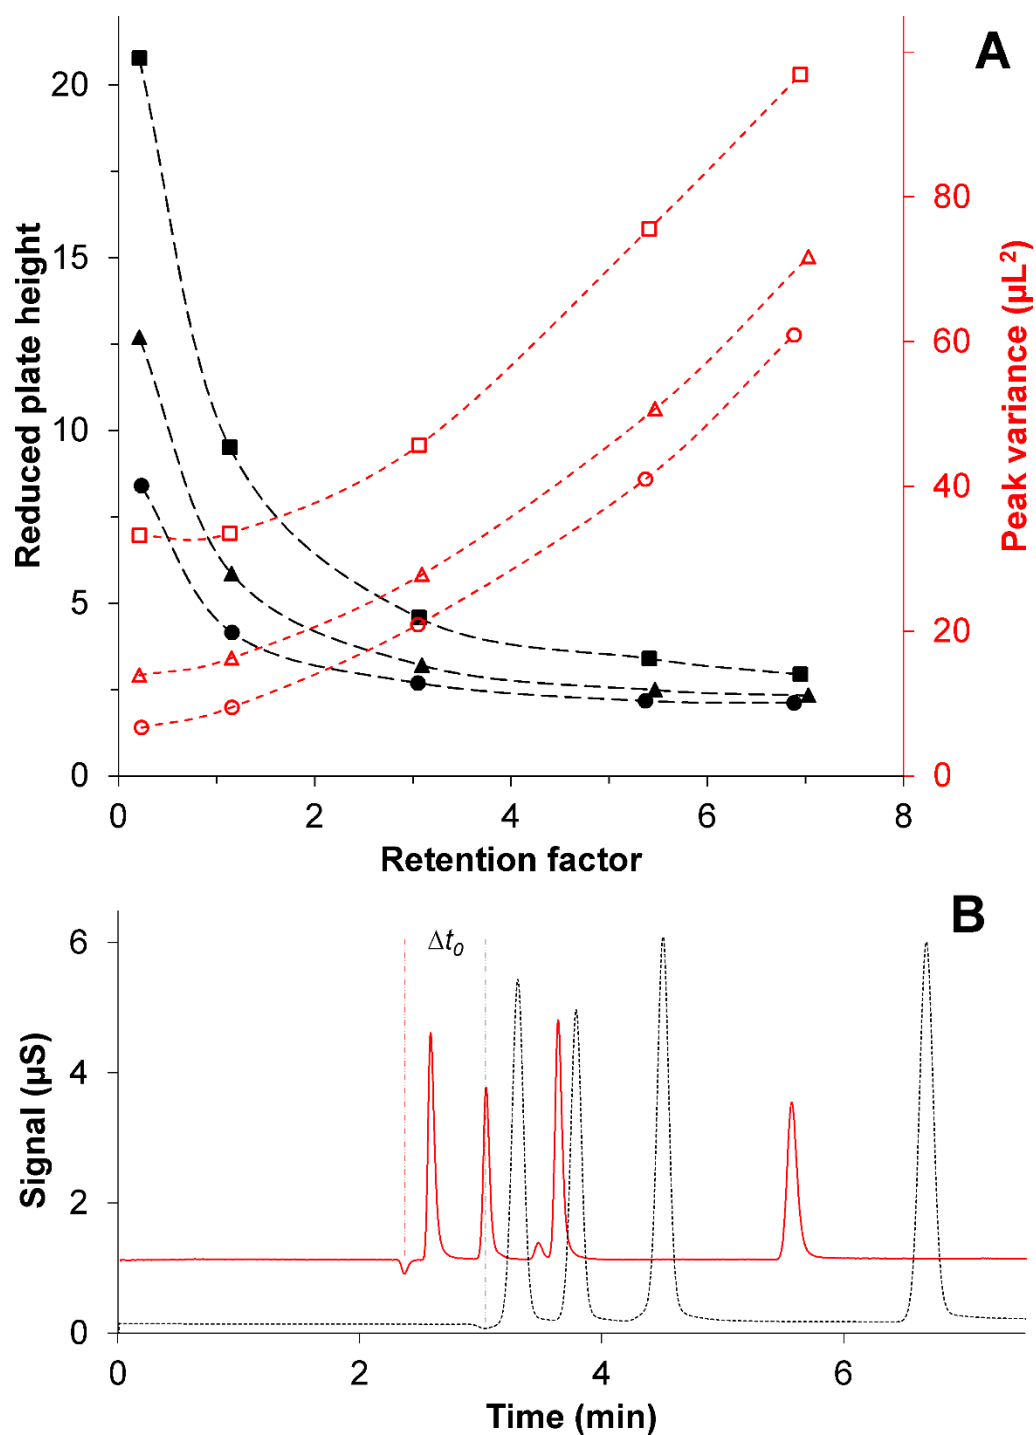 A
20
15
10
5
0
Reduced plate height
80
60
40
20
0
Peak variance (µL²)
0 2 4 6 8
Retention factor
B
Δt₀
6
4
2
0
Signal (µS)
0 2 4 6
Time (min)